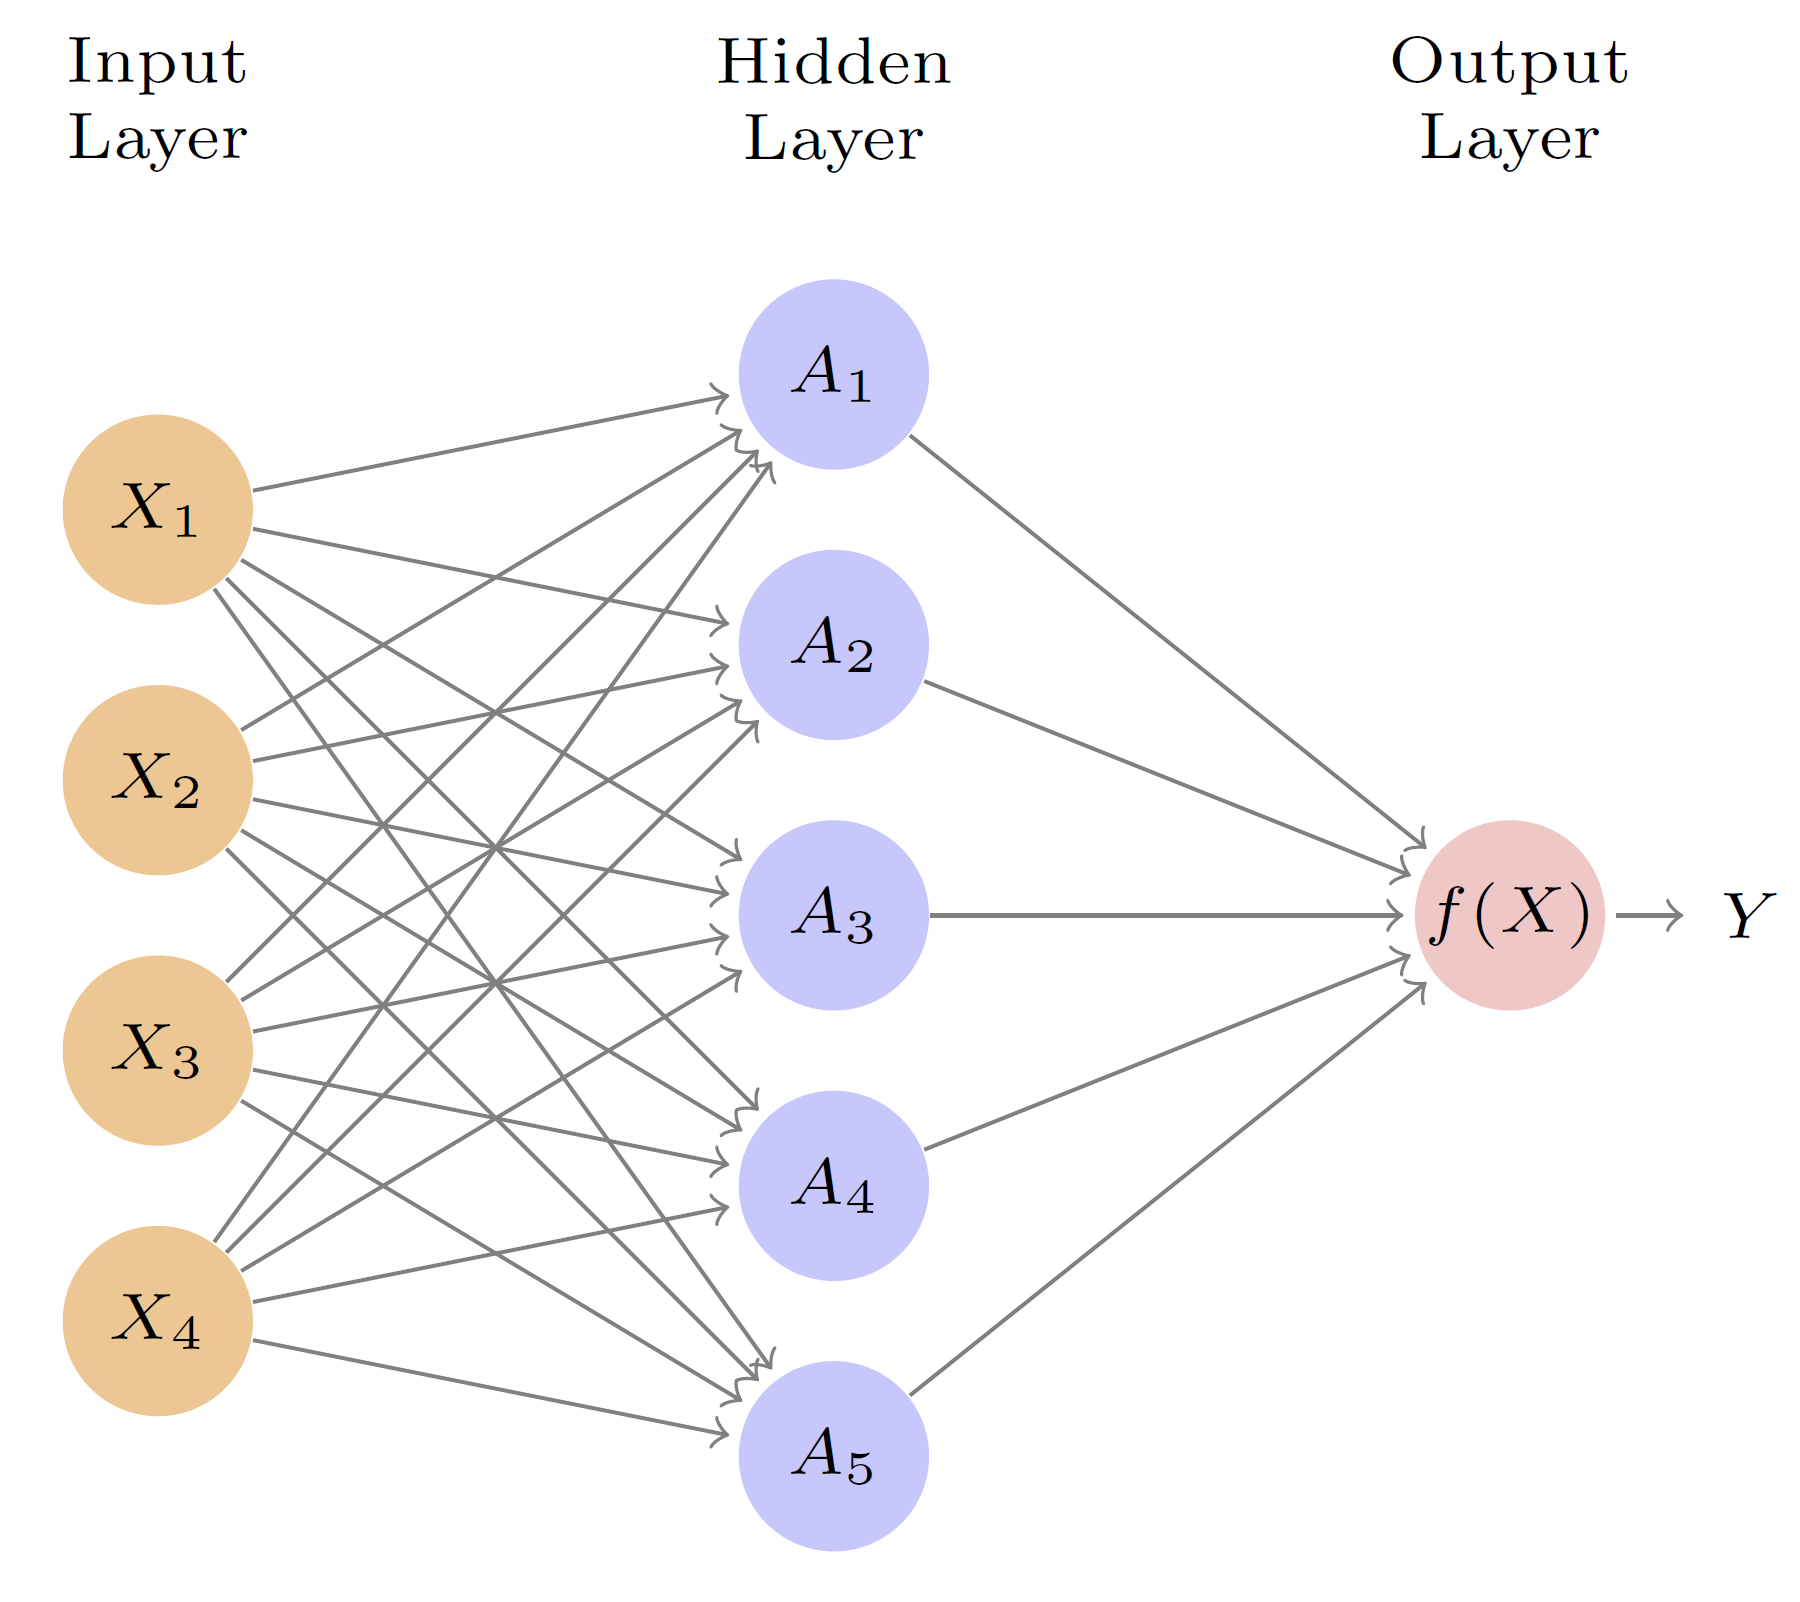 Input
Layer
Hidden
Layer
Output
Layer
X₁
X₂
X₃
X₄
A₁
A₂
A₃
A₄
A₅
f(X)
Y